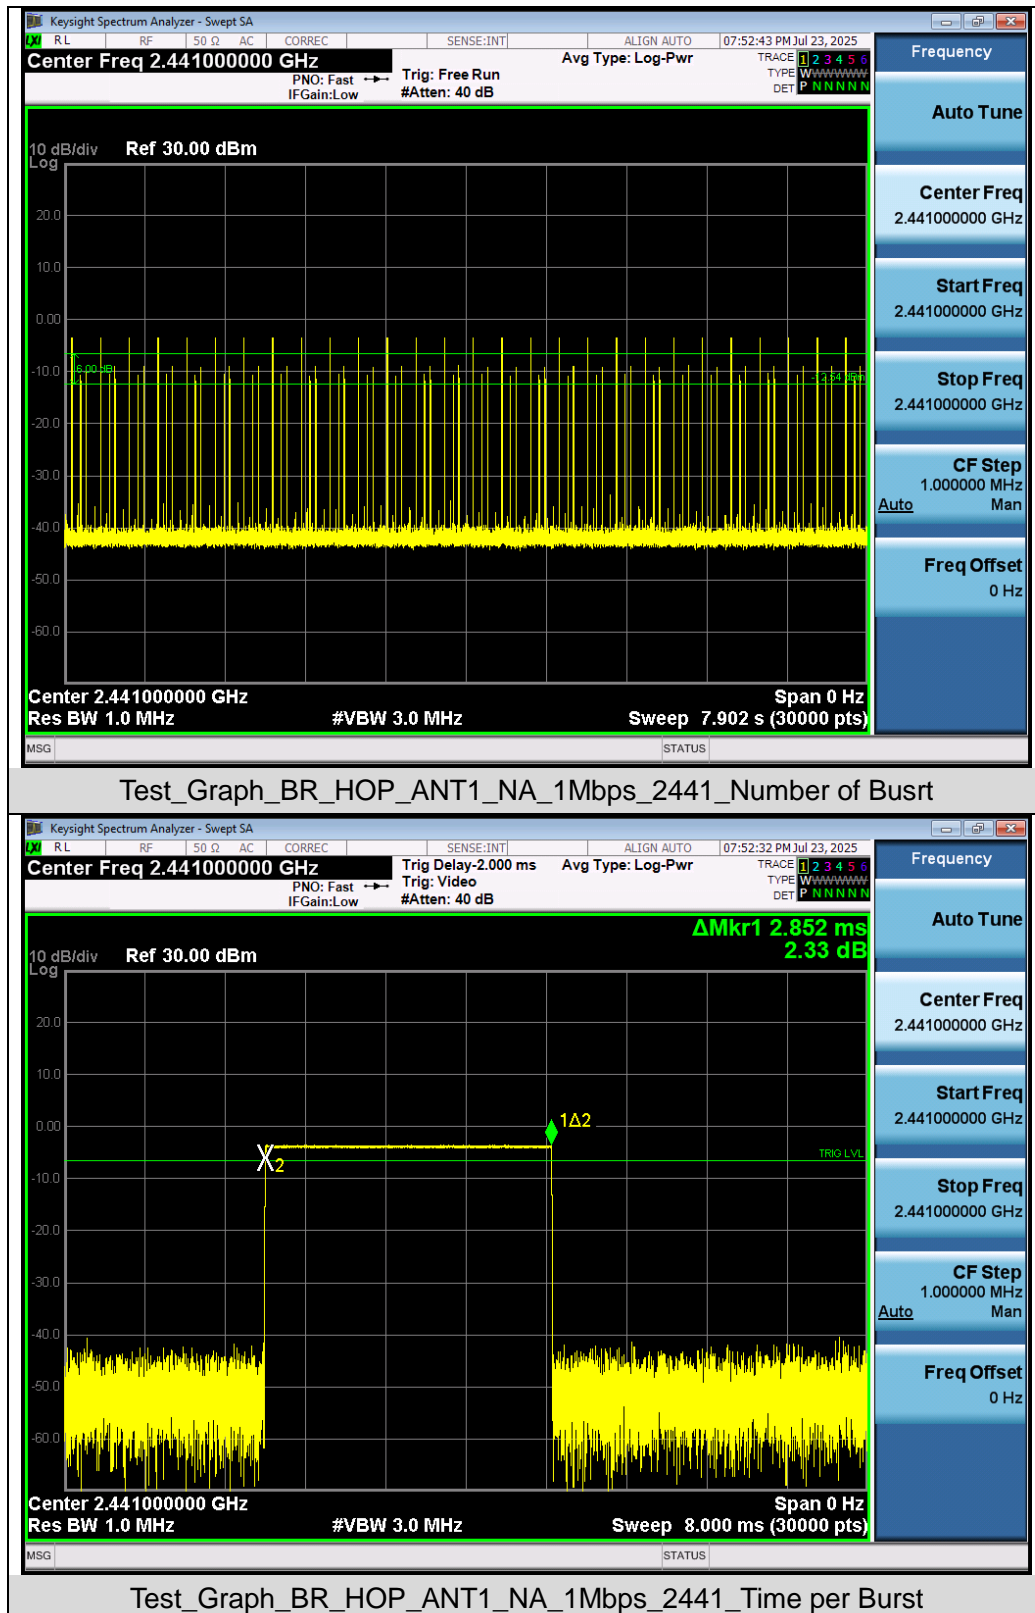 Keysight Spectrum Analyzer - Swept SA
LXI RL RF 50 Ω AC CORREC SENSE:INT ALIGN AUTO 07:52:43 PM Jul 23, 2025
Center Freq 2.441000000 GHz Avg Type: Log-Pwr TRACE 1 2 3 4 5 6
PNO: Fast Trig: Free Run TYPE WWWWWW
IFGain:Low #Atten: 40 dB DET P N N N N N
10 dB/div Ref 30.00 dBm
Log
20.0
10.0
0.00
6.00 dB
-10.0
-12.54 dBm
-20.0
-30.0
-40.0
-50.0
-60.0
Center 2.441000000 GHz Span 0 Hz
Res BW 1.0 MHz #VBW 3.0 MHz Sweep 7.902 s (30000 pts)
MSG STATUS
Frequency
Auto Tune
Center Freq
2.441000000 GHz
Start Freq
2.441000000 GHz
Stop Freq
2.441000000 GHz
CF Step
1.000000 MHz
Auto Man
Freq Offset
0 Hz
Test_Graph_BR_HOP_ANT1_NA_1Mbps_2441_Number of Busrt
Keysight Spectrum Analyzer - Swept SA
LXI RL RF 50 Ω AC CORREC SENSE:INT ALIGN AUTO 07:52:32 PM Jul 23, 2025
Center Freq 2.441000000 GHz Trig Delay-2.000 ms Avg Type: Log-Pwr TRACE 1 2 3 4 5 6
PNO: Fast Trig: Video TYPE WWWWWW
IFGain:Low #Atten: 40 dB DET P N N N N N
ΔMkr1 2.852 ms
10 dB/div Ref 30.00 dBm 2.33 dB
Log
20.0
10.0
0.00
1Δ2
TRIG LVL
2
-10.0
-20.0
-30.0
-40.0
-50.0
-60.0
Center 2.441000000 GHz Span 0 Hz
Res BW 1.0 MHz #VBW 3.0 MHz Sweep 8.000 ms (30000 pts)
MSG STATUS
Frequency
Auto Tune
Center Freq
2.441000000 GHz
Start Freq
2.441000000 GHz
Stop Freq
2.441000000 GHz
CF Step
1.000000 MHz
Auto Man
Freq Offset
0 Hz
Test_Graph_BR_HOP_ANT1_NA_1Mbps_2441_Time per Burst